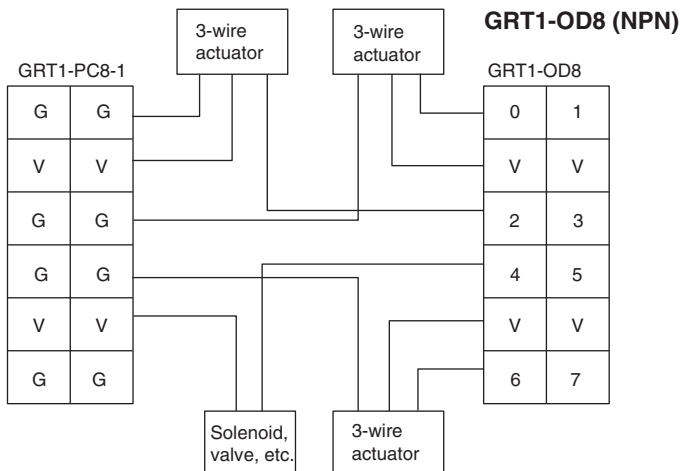 GRT1-OD8 (NPN)
3-wire
actuator
3-wire
actuator
GRT1-PC8-1
GRT1-OD8
G G
0 1
V V
V V
G G
2 3
G G
4 5
V V
V V
G G
6 7
Solenoid,
valve, etc.
3-wire
actuator